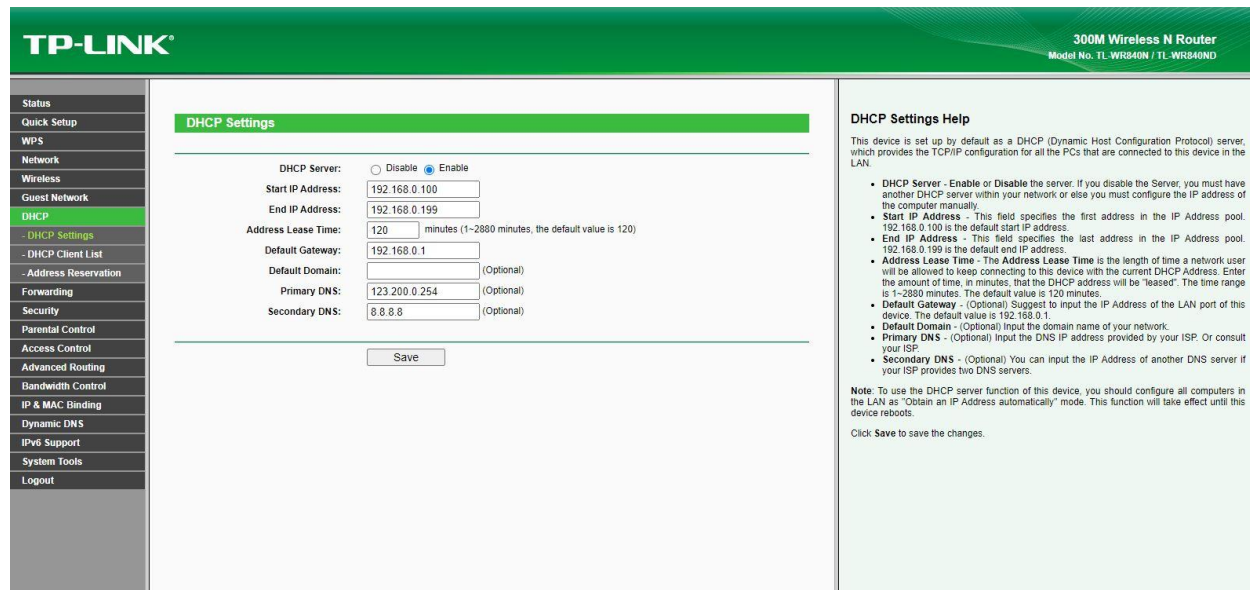 TP-LINK®
300M Wireless N Router
Model No. TL-WR840N / TL-WR840ND
Status
Quick Setup
WPS
Network
Wireless
Guest Network
DHCP
- DHCP Settings
- DHCP Client List
- Address Reservation
Forwarding
Security
Parental Control
Access Control
Advanced Routing
Bandwidth Control
IP & MAC Binding
Dynamic DNS
IPv6 Support
System Tools
Logout
DHCP Settings
DHCP Server: Disable Enable
Start IP Address: 192.168.0.100
End IP Address: 192.168.0.199
Address Lease Time: 120 minutes (1~2880 minutes, the default value is 120)
Default Gateway: 192.168.0.1
Default Domain: (Optional)
Primary DNS: 123.200.0.254 (Optional)
Secondary DNS: 8.8.8.8 (Optional)
Save
DHCP Settings Help
This device is set up by default as a DHCP (Dynamic Host Configuration Protocol) server,
which provides the TCP/IP configuration for all the PCs that are connected to this device in the
LAN.
• DHCP Server - Enable or Disable the server. If you disable the Server, you must have
another DHCP server within your network or else you must configure the IP address of
the computer manually.
• Start IP Address - This field specifies the first address in the IP Address pool.
192.168.0.100 is the default start IP address.
• End IP Address - This field specifies the last address in the IP Address pool.
192.168.0.199 is the default end IP address.
• Address Lease Time - The Address Lease Time is the length of time a network user
will be allowed to keep connecting to this device with the current DHCP Address. Enter
the amount of time, in minutes, that the DHCP address will be "leased". The time range
is 1~2880 minutes. The default value is 120 minutes.
• Default Gateway - (Optional) Suggest to input the IP Address of the LAN port of this
device. The default value is 192.168.0.1.
• Default Domain - (Optional) Input the domain name of your network.
• Primary DNS - (Optional) Input the DNS IP address provided by your ISP. Or consult
your ISP.
• Secondary DNS - (Optional) You can input the IP Address of another DNS server if
your ISP provides two DNS servers.
Note: To use the DHCP server function of this device, you should configure all computers in
the LAN as "Obtain an IP Address automatically" mode. This function will take effect until this
device reboots.
Click Save to save the changes.